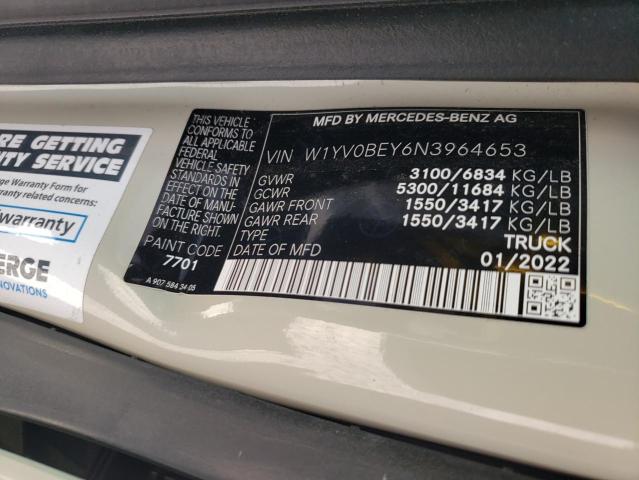 RE GETTING
TY SERVICE
ge Warranty Form for
ty related concerns:
warranty
ERGE
NOVATIONS
THIS VEHICLE
CONFORMS TO
ALL APPLICABLE
FEDERAL
MOTOR VEHICLE
SAFETY
STANDARDS IN
EFFECT ON THE
DATE OF MANU-
FACTURE SHOWN
ON THE RIGHT.
PAINT CODE
7701
A 907 584 34 05
MFD BY MERCEDES-BENZ AG
VIN W1YV0BEY6N3964653
GVWR 3100/6834 KG/LB
GCWR 5300/11684 KG/LB
GAWR FRONT 1550/3417 KG/LB
GAWR REAR 1550/3417 KG/LB
TYPE TRUCK
DATE OF MFD 01/2022